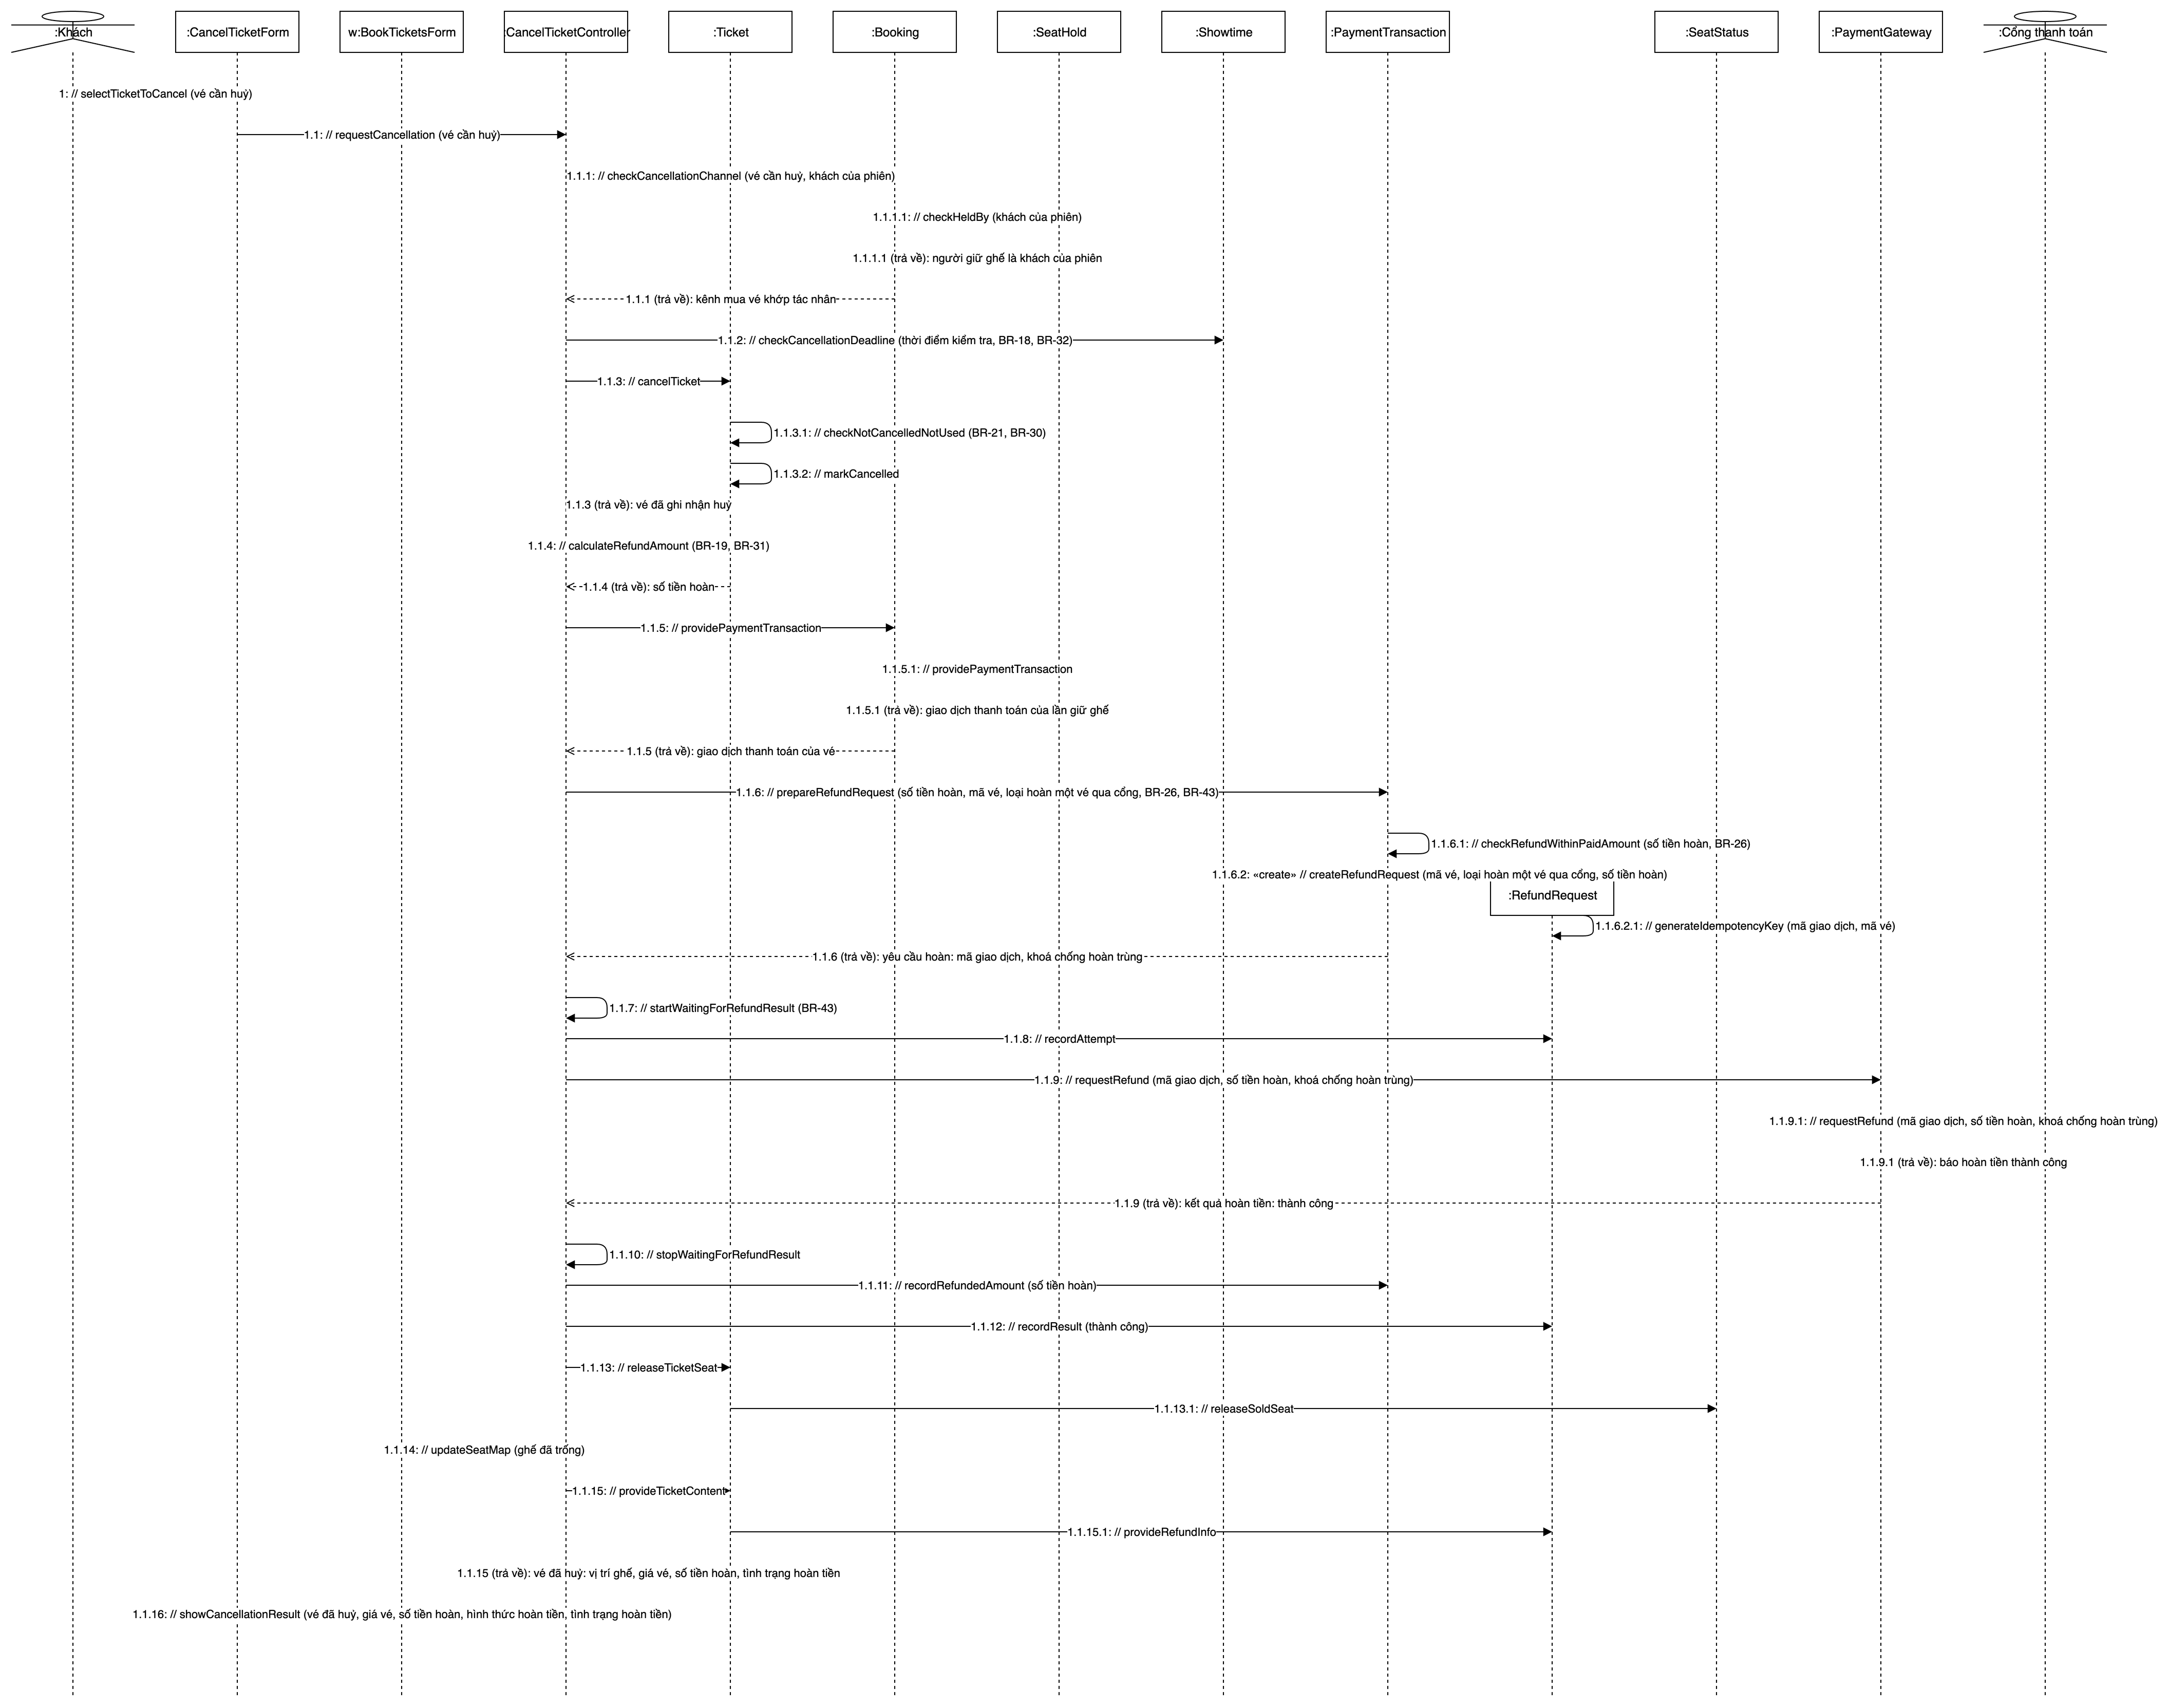 :Khách
:CancelTicketForm
w:BookTicketsForm
:CancelTicketController
:Ticket
:Booking
:SeatHold
:Showtime
:PaymentTransaction
:SeatStatus
:PaymentGateway
:Cổng thanh toán
1: // selectTicketToCancel (vé cần huỷ)
1.1: // requestCancellation (vé cần huỷ)
1.1.1: // checkCancellationChannel (vé cần huỷ, khách của phiên)
1.1.1.1: // checkHeldBy (khách của phiên)
1.1.1.1 (trả về): người giữ ghế là khách của phiên
1.1.1 (trả về): kênh mua vé khớp tác nhân
1.1.2: // checkCancellationDeadline (thời điểm kiểm tra, BR-18, BR-32)
1.1.3: // cancelTicket
1.1.3.1: // checkNotCancelledNotUsed (BR-21, BR-30)
1.1.3.2: // markCancelled
1.1.3 (trả về): vé đã ghi nhận huỷ
1.1.4: // calculateRefundAmount (BR-19, BR-31)
1.1.4 (trả về): số tiền hoàn
1.1.5: // providePaymentTransaction
1.1.5.1: // providePaymentTransaction
1.1.5.1 (trả về): giao dịch thanh toán của lần giữ ghế
1.1.5 (trả về): giao dịch thanh toán của vé
1.1.6: // prepareRefundRequest (số tiền hoàn, mã vé, loại hoàn một vé qua cổng, BR-26, BR-43)
1.1.6.1: // checkRefundWithinPaidAmount (số tiền hoàn, BR-26)
1.1.6.2: «create» // createRefundRequest (mã vé, loại hoàn một vé qua cổng, số tiền hoàn)
:RefundRequest
1.1.6.2.1: // generateIdempotencyKey (mã giao dịch, mã vé)
1.1.6 (trả về): yêu cầu hoàn: mã giao dịch, khoá chống hoàn trùng
1.1.7: // startWaitingForRefundResult (BR-43)
1.1.8: // recordAttempt
1.1.9: // requestRefund (mã giao dịch, số tiền hoàn, khoá chống hoàn trùng)
1.1.9.1: // requestRefund (mã giao dịch, số tiền hoàn, khoá chống hoàn trùng)
1.1.9.1 (trả về): báo hoàn tiền thành công
1.1.9 (trả về): kết quả hoàn tiền: thành công
1.1.10: // stopWaitingForRefundResult
1.1.11: // recordRefundedAmount (số tiền hoàn)
1.1.12: // recordResult (thành công)
1.1.13: // releaseTicketSeat
1.1.13.1: // releaseSoldSeat
1.1.14: // updateSeatMap (ghế đã trống)
1.1.15: // provideTicketContent
1.1.15.1: // provideRefundInfo
1.1.15 (trả về): vé đã huỷ: vị trí ghế, giá vé, số tiền hoàn, tình trạng hoàn tiền
1.1.16: // showCancellationResult (vé đã huỷ, giá vé, số tiền hoàn, hình thức hoàn tiền, tình trạng hoàn tiền)